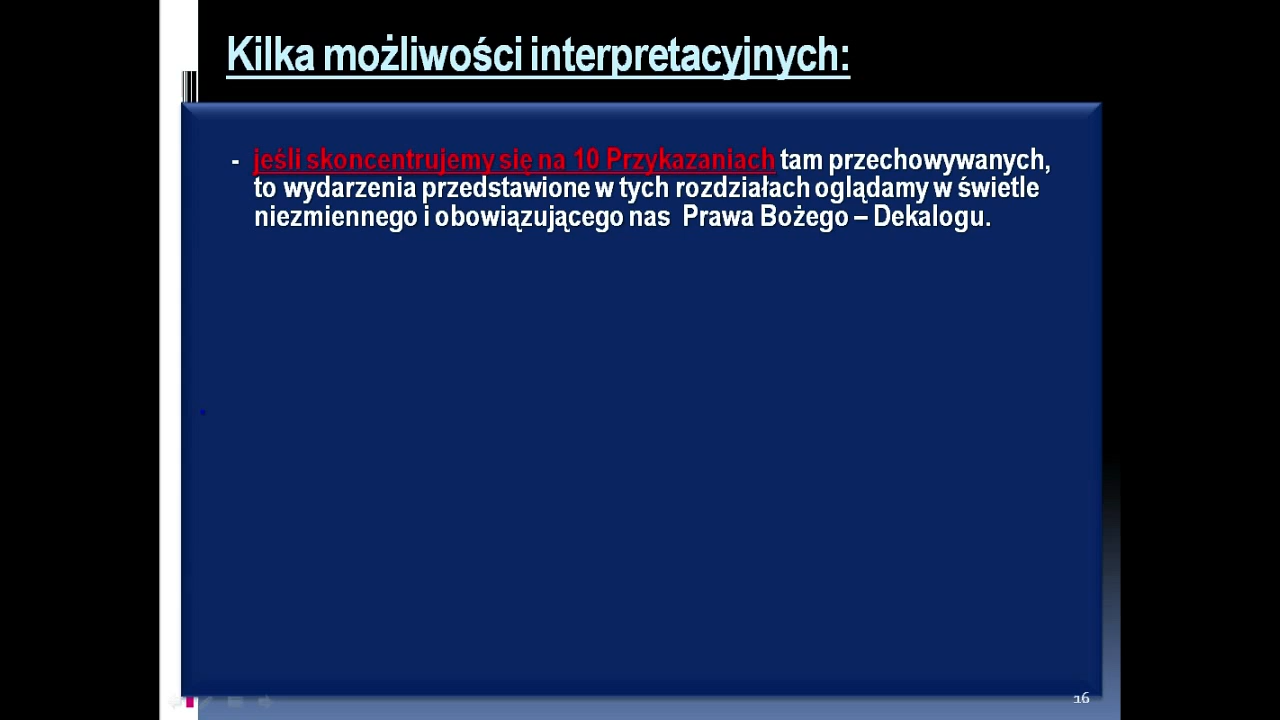 Kilka możliwości interpretacyjnych:
- jeśli skoncentrujemy się na 10 Przykazaniach tam przechowywanych,
to wydarzenia przedstawione w tych rozdziałach oglądamy w świetle
niezmiennego i obowiązującego nas Prawa Bożego – Dekalogu.
16